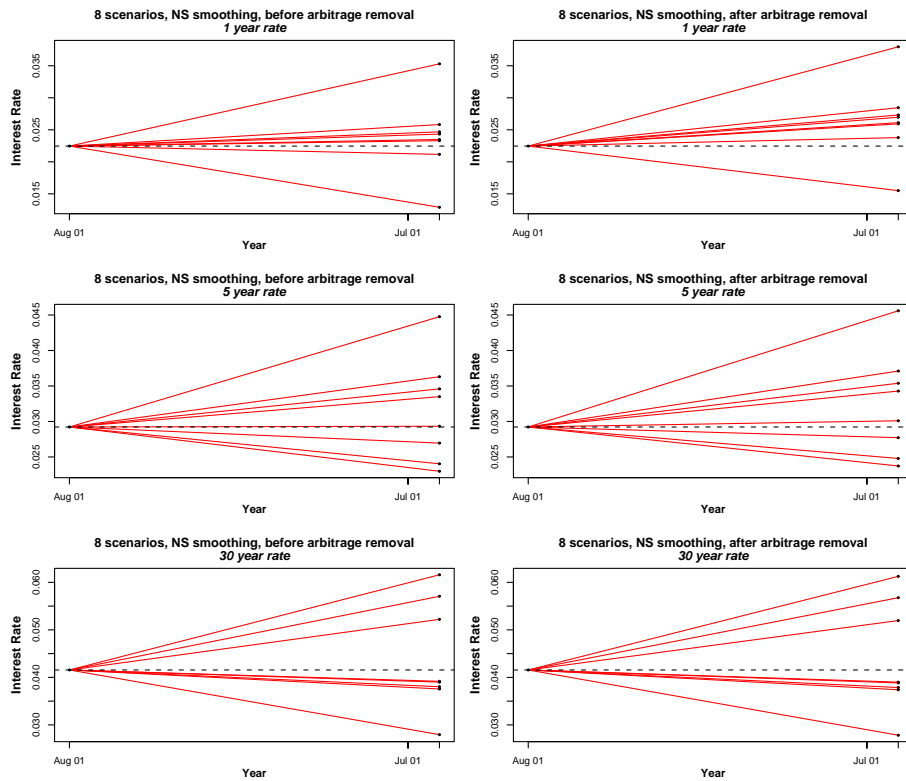 8 scenarios, NS smoothing, before arbitrage removal
1 year rate
Interest Rate
0.015
0.025
0.035
Aug 01
Jul 01
Year
8 scenarios, NS smoothing, after arbitrage removal
1 year rate
Interest Rate
0.015
0.025
0.035
Aug 01
Jul 01
Year
8 scenarios, NS smoothing, before arbitrage removal
5 year rate
Interest Rate
0.025
0.030
0.035
0.040
0.045
Aug 01
Jul 01
Year
8 scenarios, NS smoothing, after arbitrage removal
5 year rate
Interest Rate
0.025
0.030
0.035
0.040
0.045
Aug 01
Jul 01
Year
8 scenarios, NS smoothing, before arbitrage removal
30 year rate
Interest Rate
0.030
0.040
0.050
0.060
Aug 01
Jul 01
Year
8 scenarios, NS smoothing, after arbitrage removal
30 year rate
Interest Rate
0.030
0.040
0.050
0.060
Aug 01
Jul 01
Year